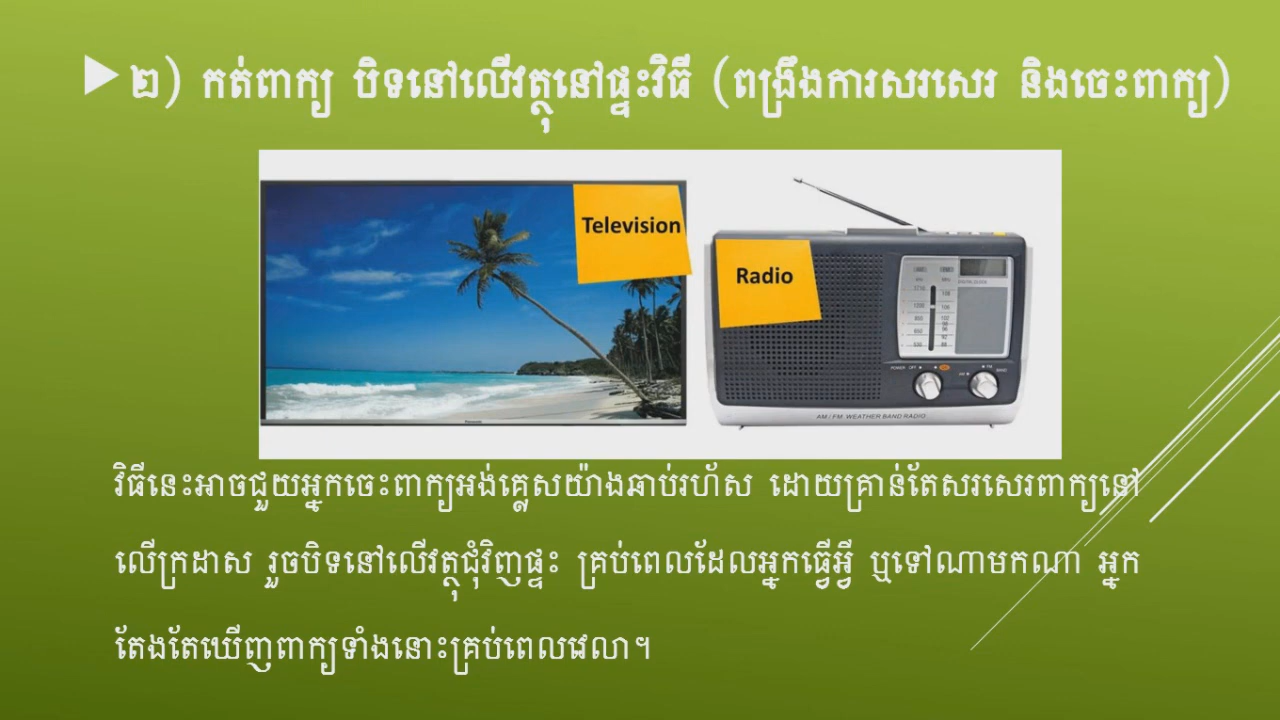 ២) កត់ពាក្យ បិទនៅលើវត្ថុនៅផ្ទះវិធី (ពង្រឹងការសរសេរ និងចេះពាក្យ)
Television
Radio
AM / FM WEATHER BAND RADIO
វិធីនេះអាចជួយអ្នកចេះពាក្យអង់គ្លេសយ៉ាងឆាប់រហ័ស ដោយគ្រាន់តែសរសេរពាក្យនៅ
លើក្រដាស រួចបិទនៅលើវត្ថុជុំវិញផ្ទះ គ្រប់ពេលដែលអ្នកធ្វើអ្វី ឬទៅណាមកណា អ្នក
តែងតែឃើញពាក្យទាំងនោះគ្រប់ពេលវេលា។